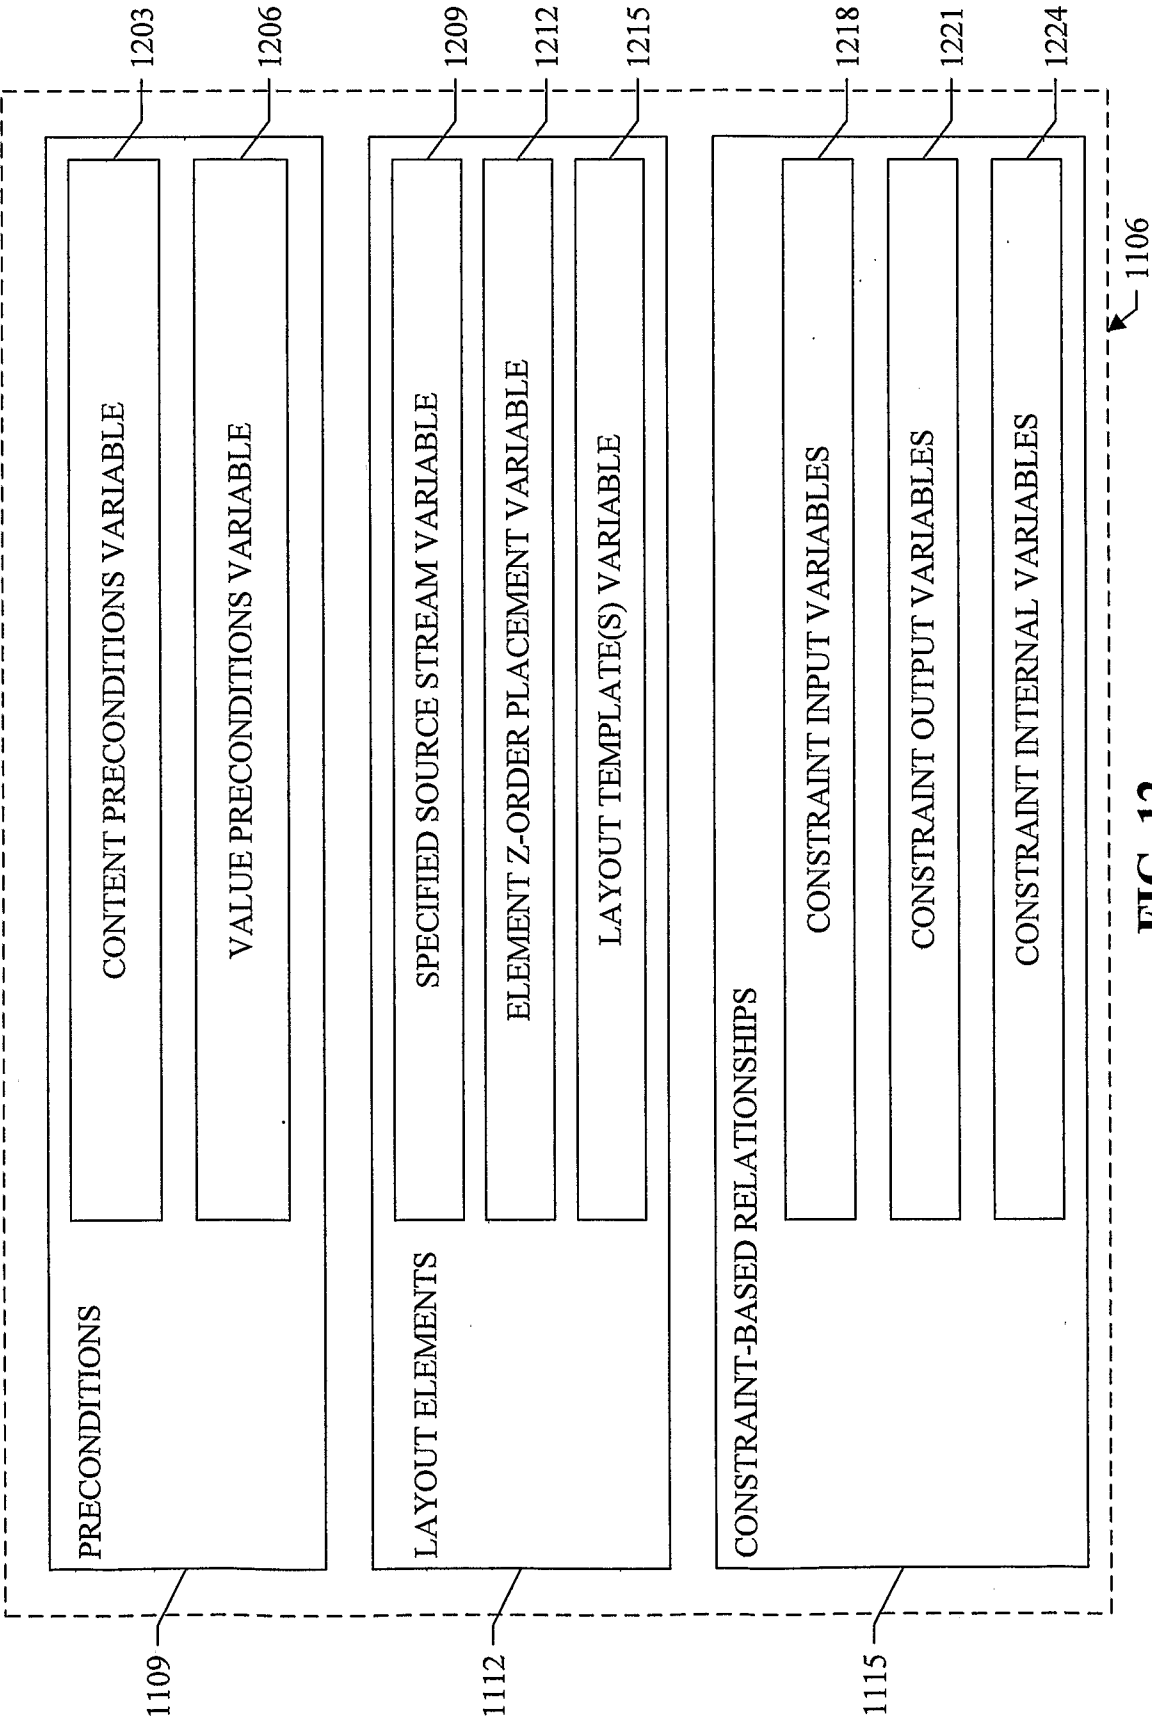 1109
PRECONDITIONS
CONTENT PRECONDITIONS VARIABLE
1203
VALUE PRECONDITIONS VARIABLE
1206
1112
LAYOUT ELEMENTS
SPECIFIED SOURCE STREAM VARIABLE
1209
ELEMENT Z-ORDER PLACEMENT VARIABLE
1212
LAYOUT TEMPLATE(S) VARIABLE
1215
1115
CONSTRAINT-BASED RELATIONSHIPS
CONSTRAINT INPUT VARIABLES
1218
CONSTRAINT OUTPUT VARIABLES
1221
CONSTRAINT INTERNAL VARIABLES
1224
1106
FIG. 12